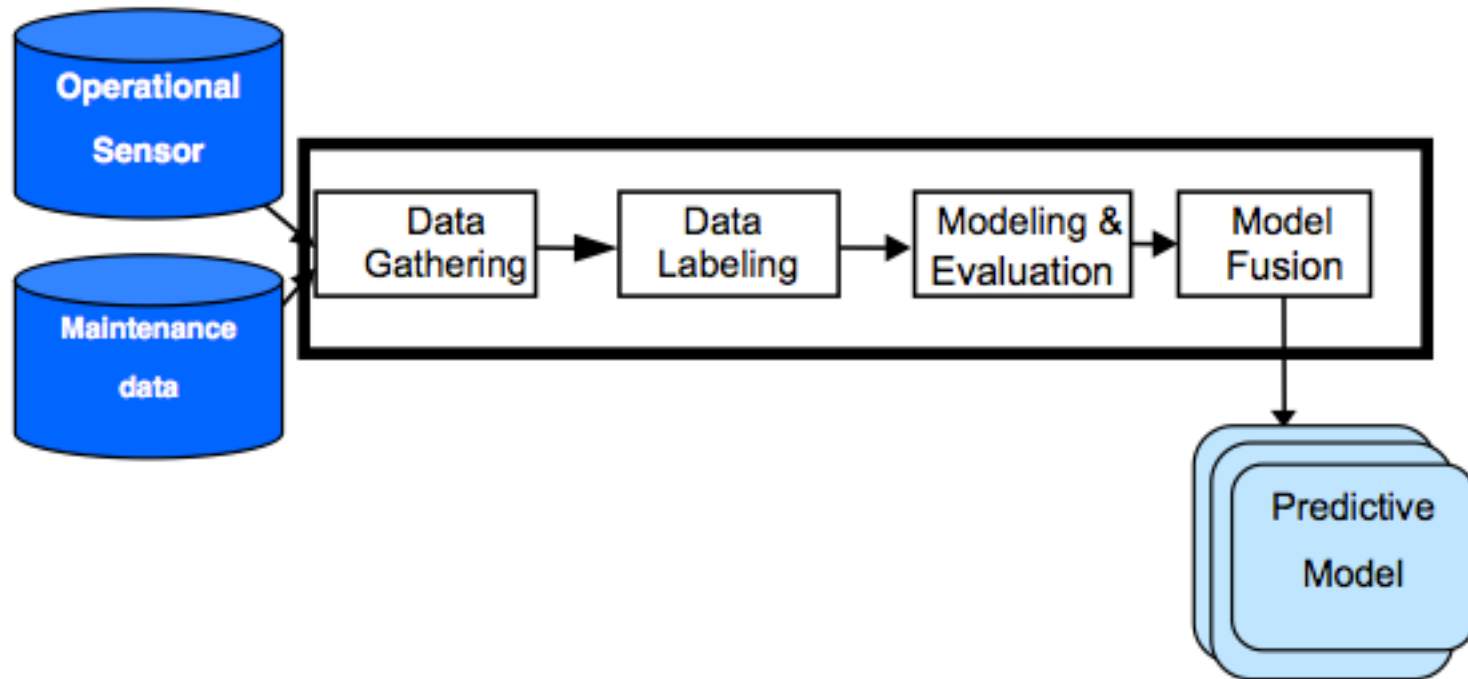 Operational
Sensor
Maintenance
data
Data
Gathering
Data
Labeling
Modeling &
Evaluation
Model
Fusion
Predictive
Model